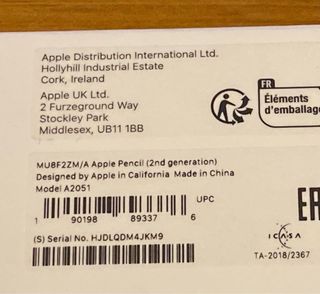 Apple Distribution International Ltd.
Hollyhill Industrial Estate
Cork, Ireland
Apple UK Ltd.
2 Furzeground Way
Stockley Park
Middlesex, UB11 1BB
FR
Éléments
d'emballage
MU8F2ZM/A Apple Pencil (2nd generation)
Designed by Apple in California Made in China
Model A2051
UPC
1 90198 89337 6
(S) Serial No. HJDLQDM4JKM9
EA
ICASA
TA-2018/2367